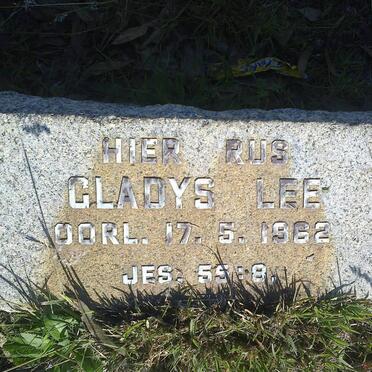 HIER RUS
GLADYS LEE
OORL. 17. 5. 1962
JES. 55:8.